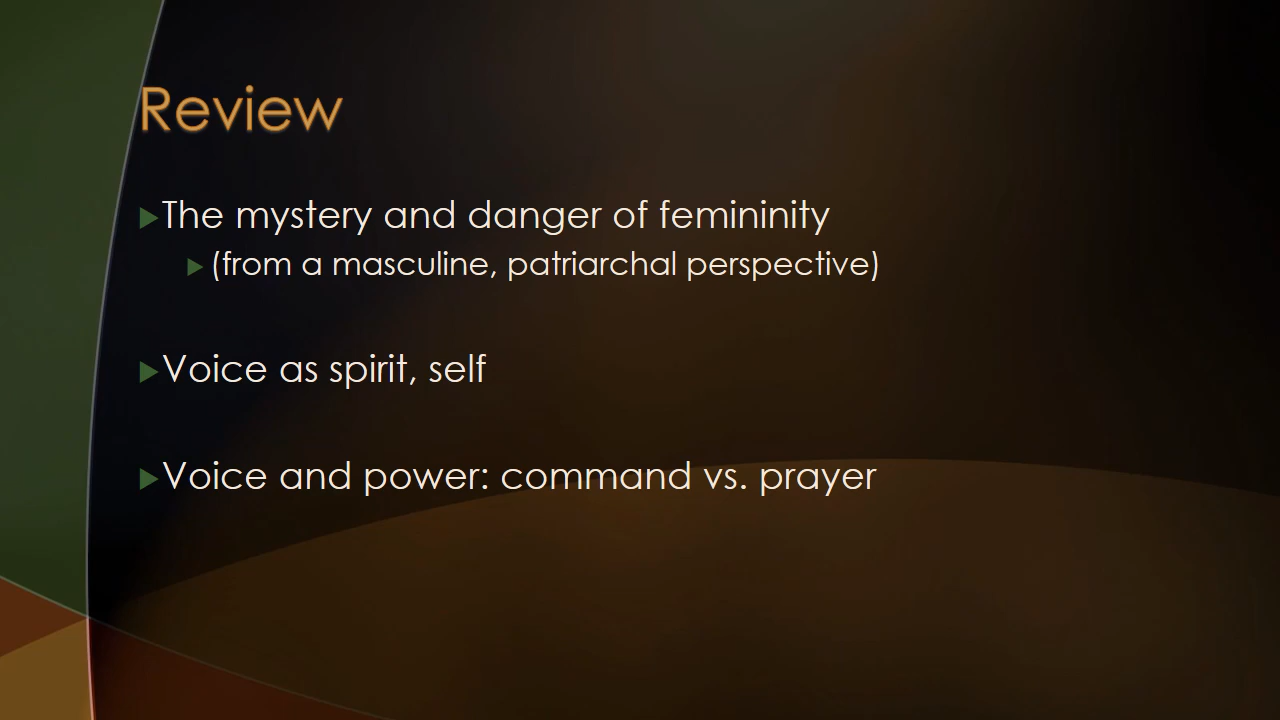 Review
The mystery and danger of femininity
(from a masculine, patriarchal perspective)
Voice as spirit, self
Voice and power: command vs. prayer